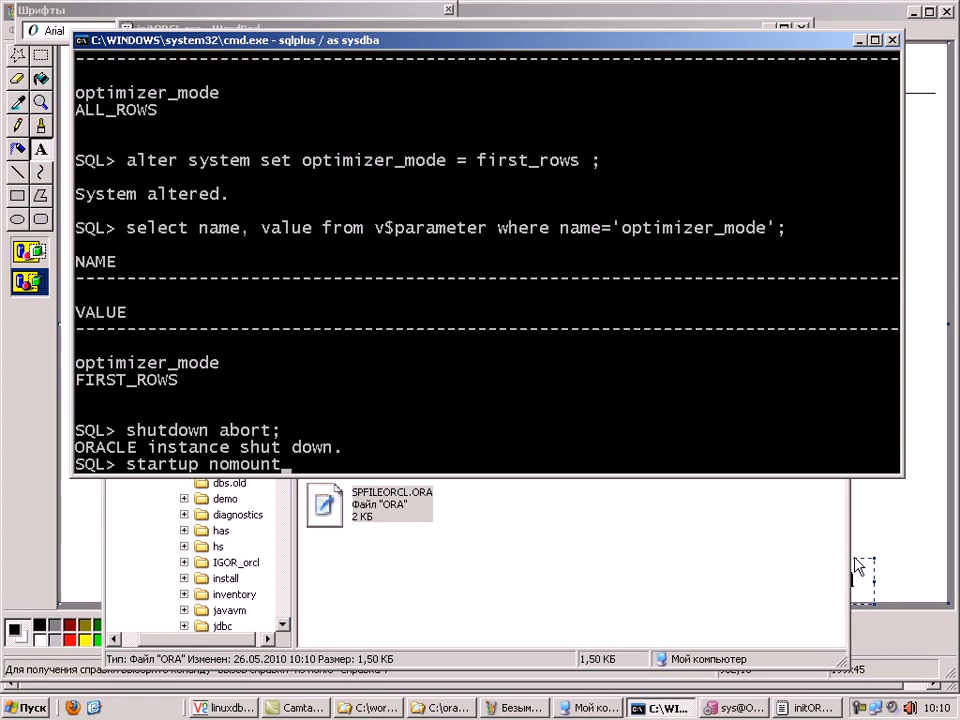 Шрифты
Arial
C:\WINDOWS\system32\cmd.exe - sqlplus / as sysdba
optimizer_mode
ALL_ROWS
SQL> alter system set optimizer_mode = first_rows ;
System altered.
SQL> select name, value from v$parameter where name='optimizer_mode';
NAME
VALUE
optimizer_mode
FIRST_ROWS
SQL> shutdown abort;
ORACLE instance shut down.
SQL> startup nomount_
dbs.old
demo
diagnostics
has
hs
IGOR_orcl
install
inventory
javavm
jdbc
SPFILEORCL.ORA
Файл "ORA"
2 КБ
Тип: Файл "ORA" Изменен: 26.05.2010 10:10 Размер: 1,50 КБ
1,50 КБ
Мой компьютер
Пуск
linuxdb...
Camta...
C:\wor...
C:\ora...
Безым...
Мой ко...
C:\WI...
sys@O...
initOR...
10:10